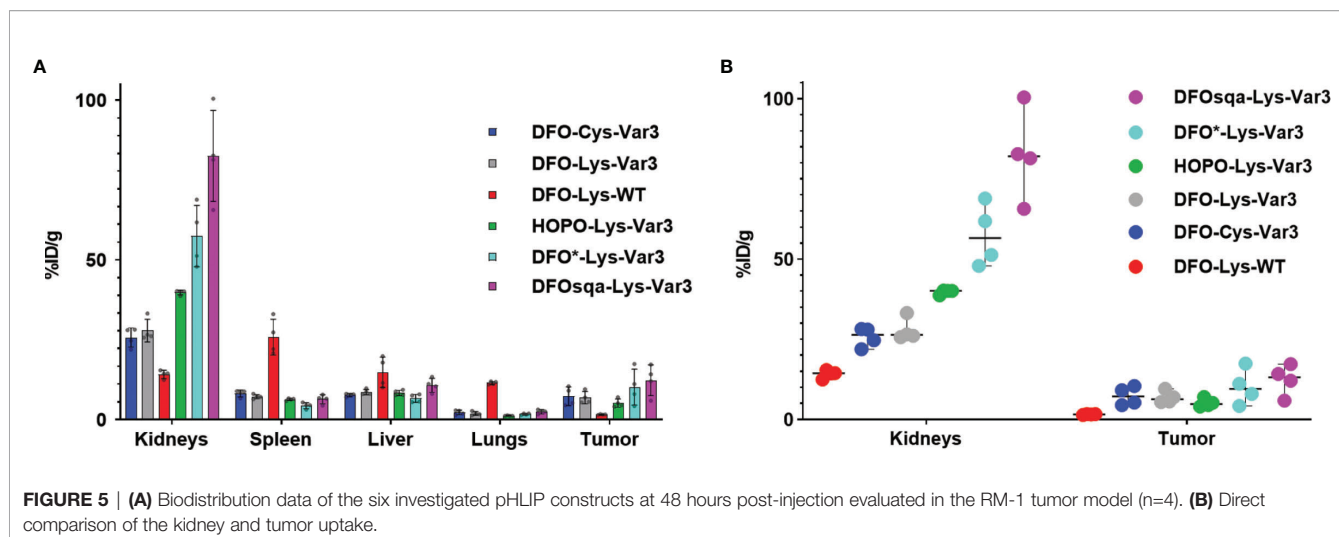 A
%ID/g
100
50
0
Kidneys Spleen Liver Lungs Tumor
DFO-Cys-Var3
DFO-Lys-Var3
DFO-Lys-WT
HOPO-Lys-Var3
DFO*-Lys-Var3
DFOsqa-Lys-Var3
B
%ID/g
100
50
0
Kidneys Tumor
DFOsqa-Lys-Var3
DFO*-Lys-Var3
HOPO-Lys-Var3
DFO-Lys-Var3
DFO-Cys-Var3
DFO-Lys-WT
FIGURE 5 | (A) Biodistribution data of the six investigated pHLIP constructs at 48 hours post-injection evaluated in the RM-1 tumor model (n=4). (B) Direct
comparison of the kidney and tumor uptake.